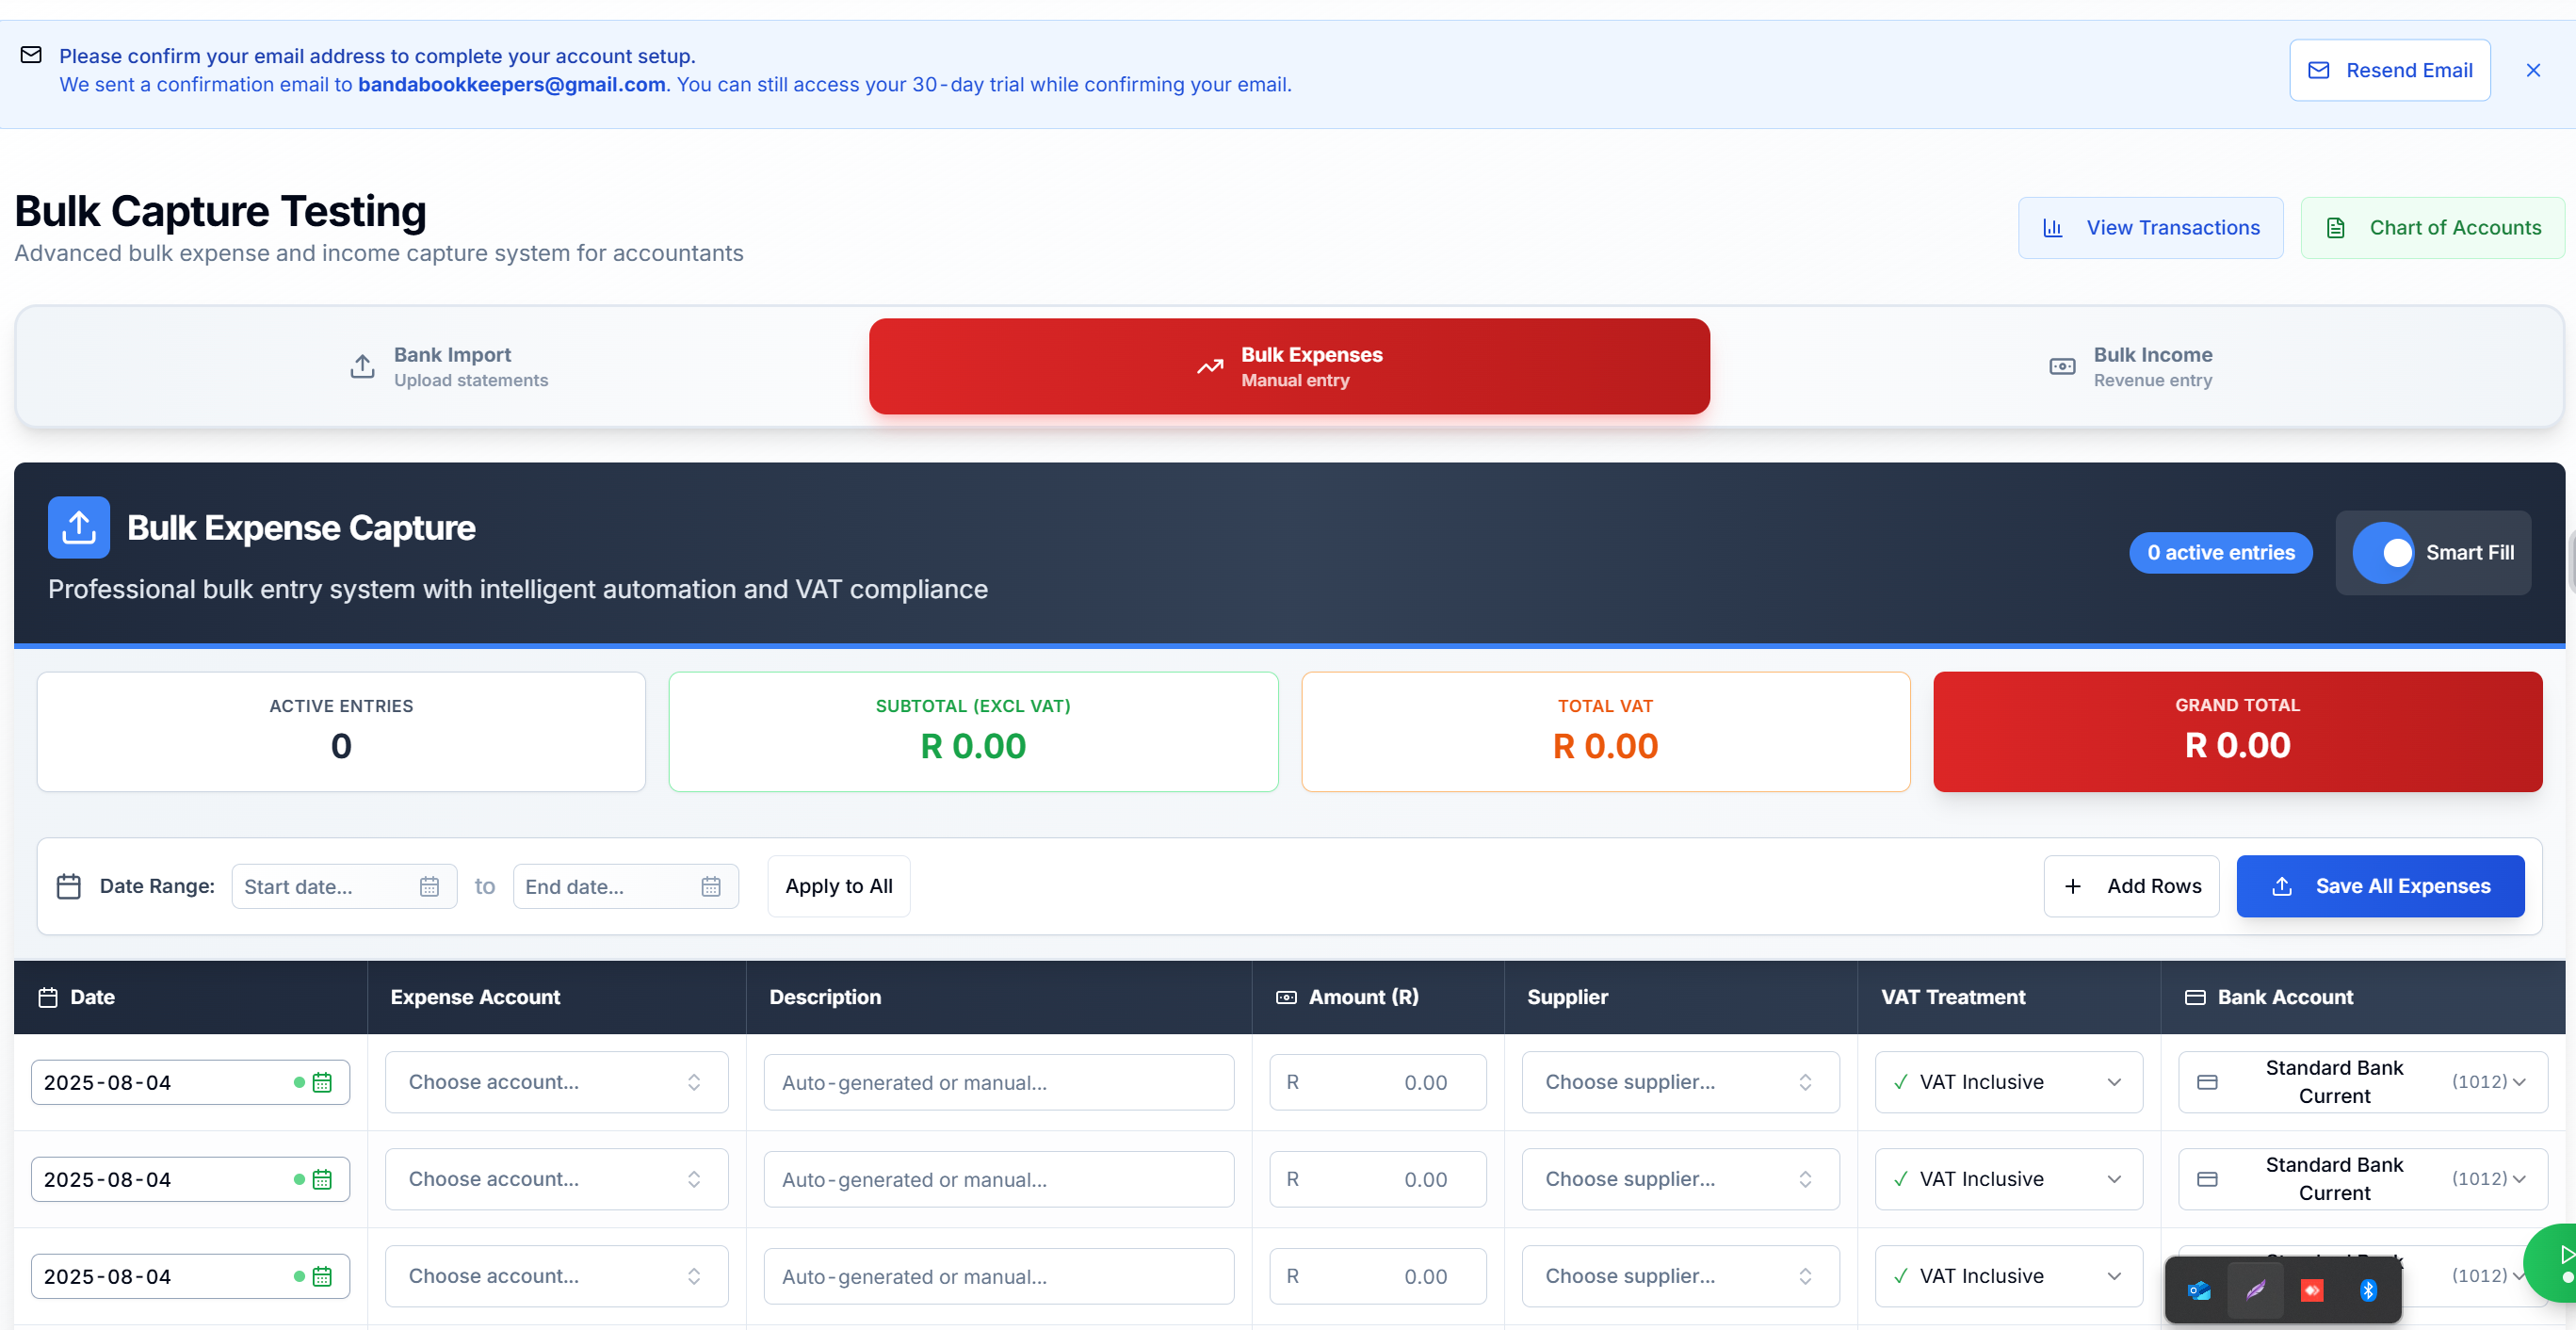 Please confirm your email address to complete your account setup.
We sent a confirmation email to bandabookkeepers@gmail.com. You can still access your 30-day trial while confirming your email.
Resend Email
Bulk Capture Testing
Advanced bulk expense and income capture system for accountants
View Transactions
Chart of Accounts
Bank Import
Upload statements
Bulk Expenses
Manual entry
Bulk Income
Revenue entry
Bulk Expense Capture
Professional bulk entry system with intelligent automation and VAT compliance
0 active entries
Smart Fill
ACTIVE ENTRIES
0
SUBTOTAL (EXCL VAT)
R 0.00
TOTAL VAT
R 0.00
GRAND TOTAL
R 0.00
Date Range:
Start date...
to
End date...
Apply to All
Add Rows
Save All Expenses
Date
Expense Account
Description
Amount (R)
Supplier
VAT Treatment
Bank Account
2025-08-04
Choose account...
Auto-generated or manual...
R 0.00
Choose supplier...
✓ VAT Inclusive
Standard Bank
Current
(1012)
2025-08-04
Choose account...
Auto-generated or manual...
R 0.00
Choose supplier...
✓ VAT Inclusive
Standard Bank
Current
(1012)
2025-08-04
Choose account...
Auto-generated or manual...
R 0.00
Choose supplier...
✓ VAT Inclusive
(1012)